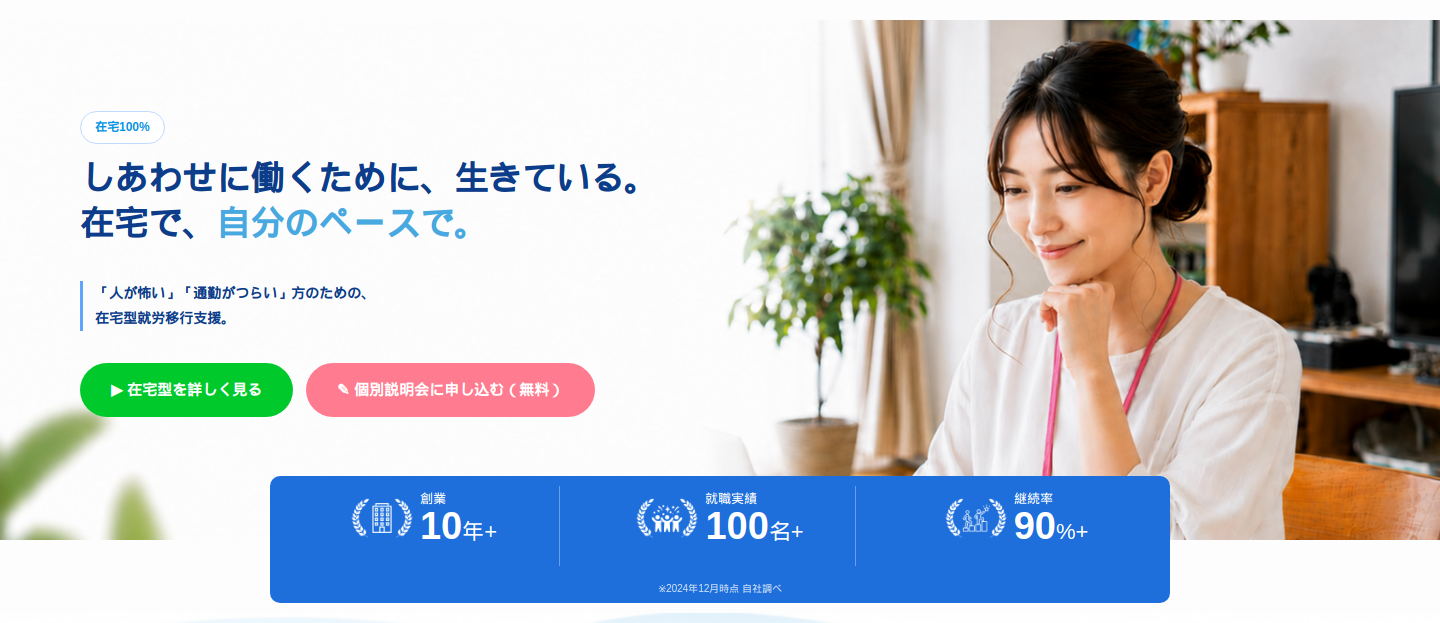 在宅100%
しあわせに働くために、生きている。
在宅で、自分のペースで。
「人が怖い」「通勤がつらい」方のための、
在宅型就労移行支援。
▶ 在宅型を詳しく見る
✎ 個別説明会に申し込む（無料）
創業
10年+
就職実績
100名+
継続率
90%+
※2024年12月時点 自社調べ